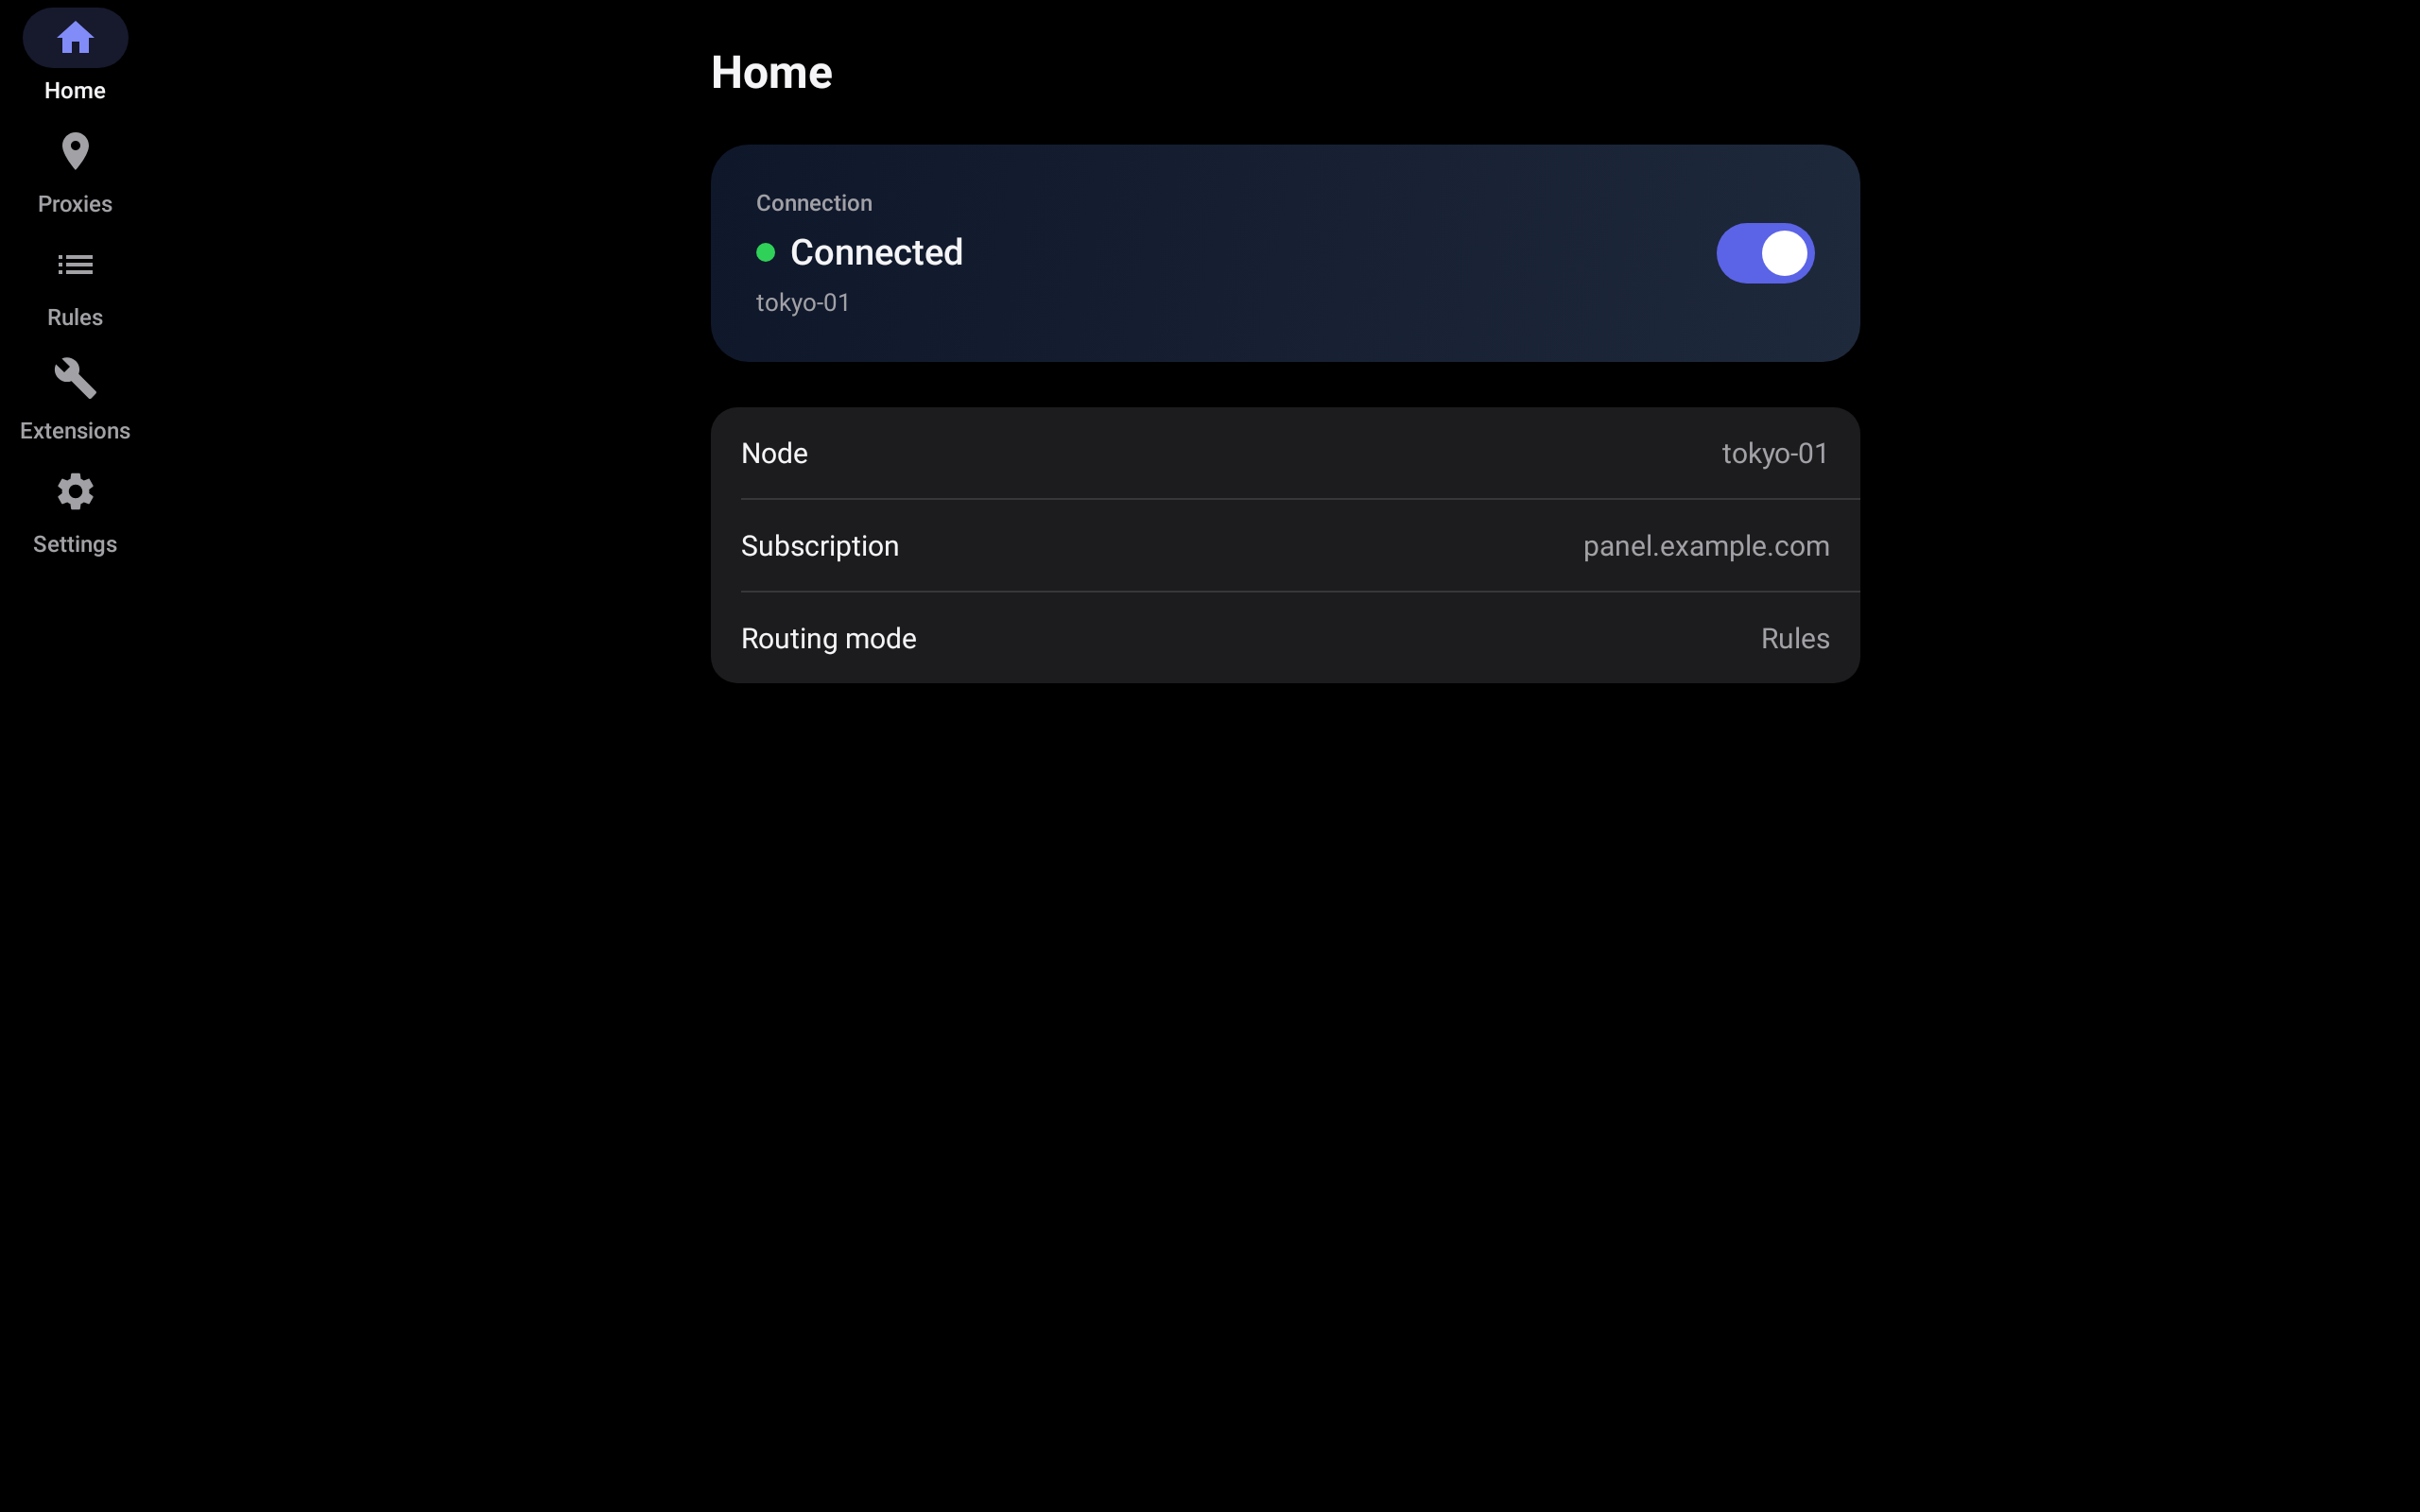 Home
Proxies
Rules
Extensions
Settings
Home
Connection
Connected
tokyo-01
Node tokyo-01
Subscription panel.example.com
Routing mode Rules